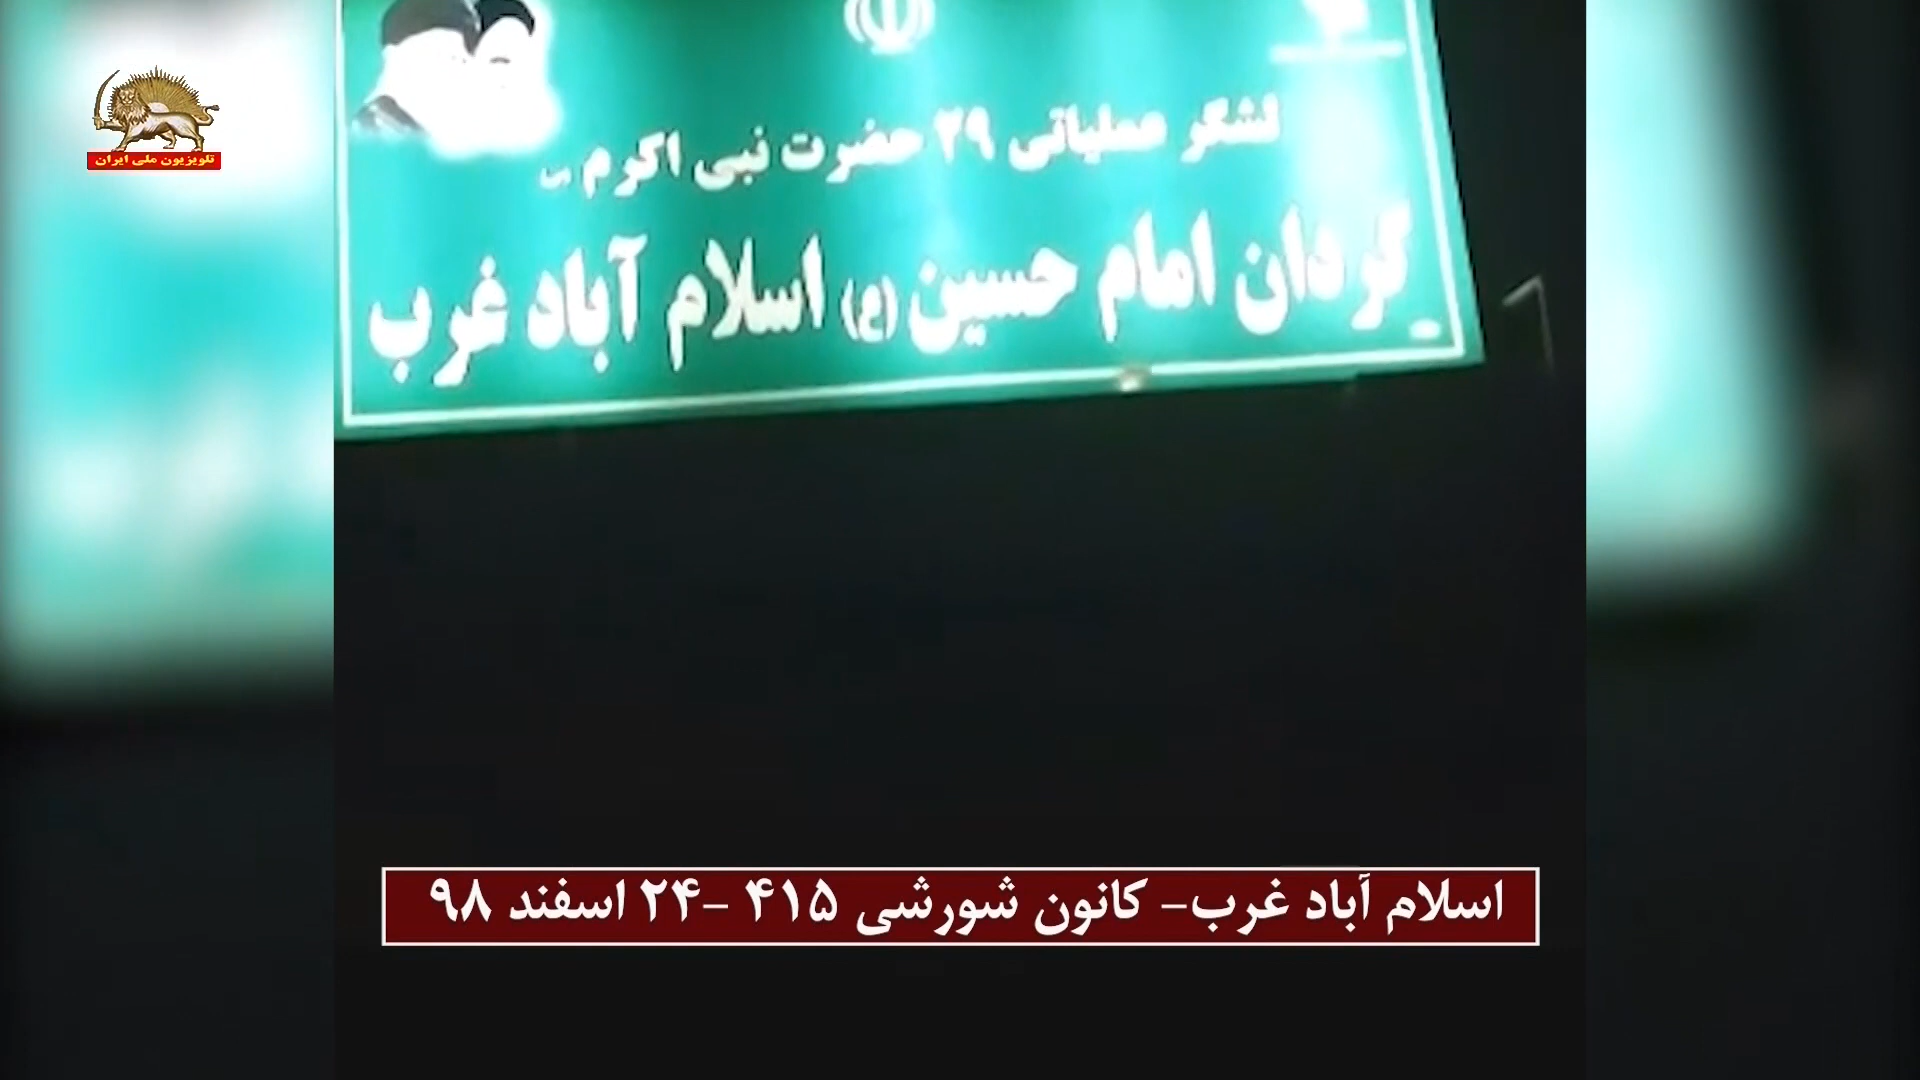 تلویزیون ملی ایران
لشکر عملیاتی ۲۹ حضرت نبی اکرم ص
گردان امام حسین (ع) اسلام آباد غرب
اسلام آباد غرب- کانون شورشی ۴۱۵ -۲۴ اسفند ۹۸